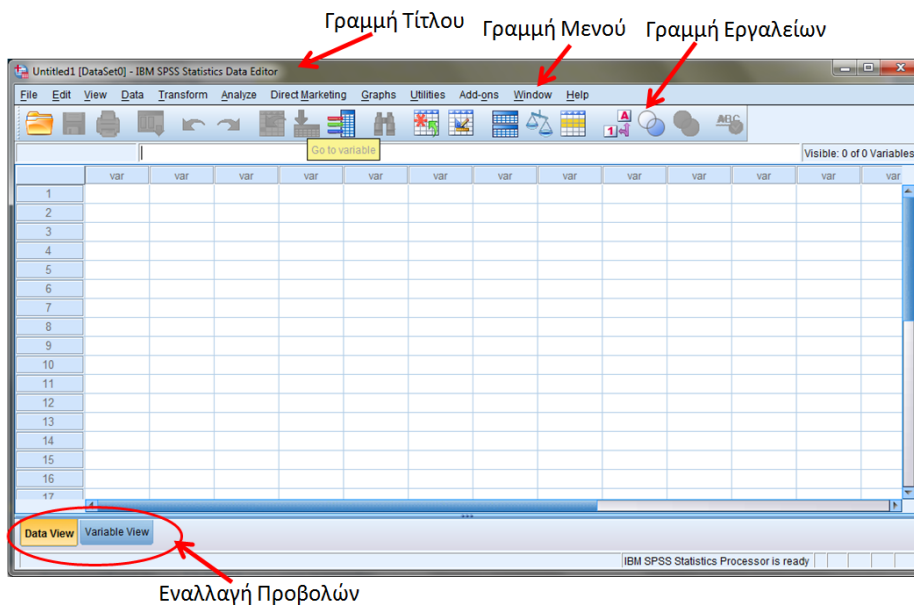 Γραμμή Τίτλου
Γραμμή Μενού
Γραμμή Εργαλείων
Untitled1 [DataSet0] - IBM SPSS Statistics Data Editor
File Edit View Data Transform Analyze Direct Marketing Graphs Utilities Add-ons Window Help
A
1
ABC
Go to variable
Visible: 0 of 0 Variables
var var var var var var var var var var var var var
1
2
3
4
5
6
7
8
9
10
11
12
13
14
15
16
17
Data View Variable View
IBM SPSS Statistics Processor is ready
Εναλλαγή Προβολών